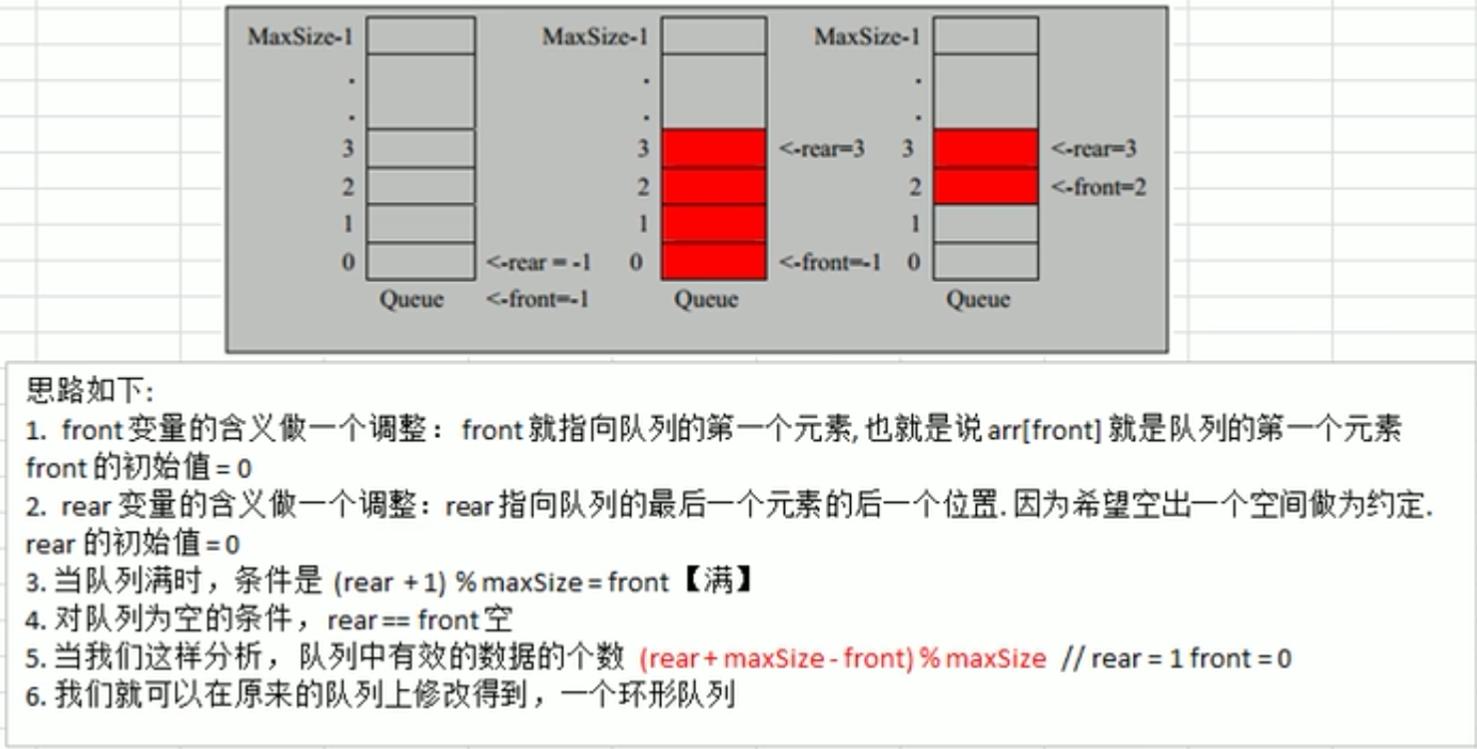 MaxSize-1 MaxSize-1 MaxSize-1
. . .
. . .
3 3 <-rear=3 3 <-rear=3
2 2 2 <-front=2
1 1 1
0 <-rear = -1 0 <-front=-1 0
Queue <-front=-1 Queue Queue
思路如下:
1. front 变量的含义做一个调整： front 就指向队列的第一个元素, 也就是说 arr[front] 就是队列的第一个元素
front 的初始值 = 0
2. rear 变量的含义做一个调整：rear 指向队列的最后一个元素的后一个位置. 因为希望空出一个空间做为约定.
rear 的初始值 = 0
3. 当队列满时，条件是 (rear + 1) % maxSize = front 【满】
4. 对队列为空的条件，rear == front 空
5. 当我们这样分析， 队列中有效的数据的个数 (rear + maxSize - front) % maxSize // rear = 1 front = 0
6. 我们就可以在原来的队列上修改得到，一个环形队列